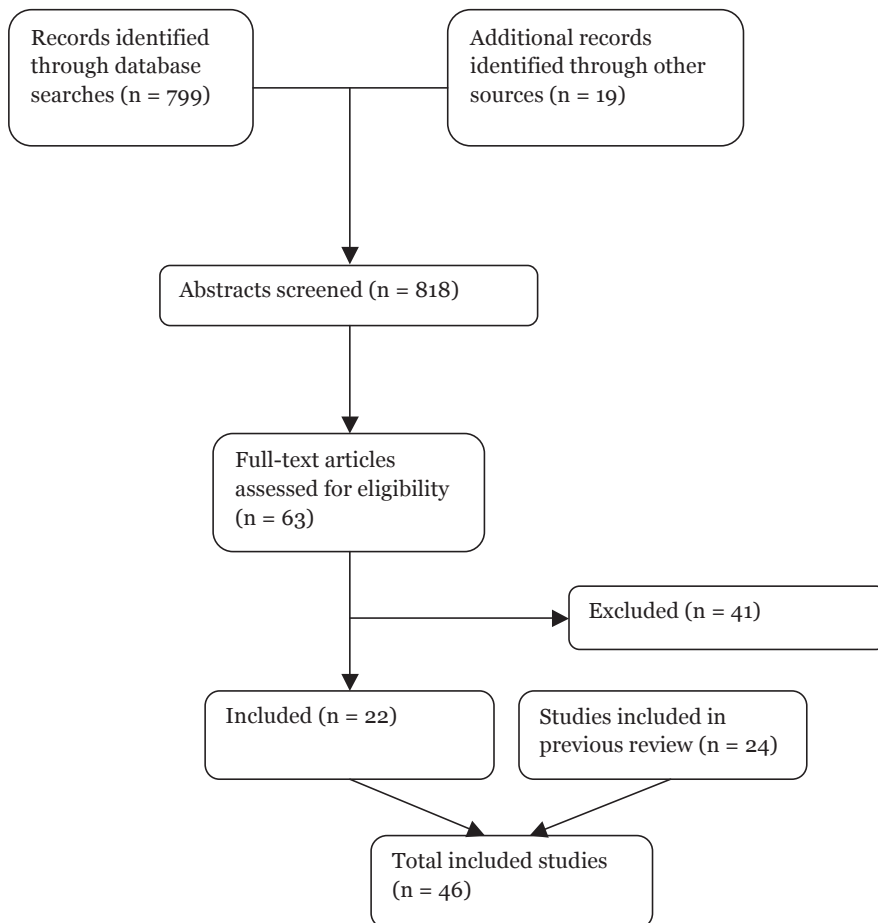 Records identified
through database
searches (n = 799)
Additional records
identified through other
sources (n = 19)
Abstracts screened (n = 818)
Full-text articles
assessed for eligibility
(n = 63)
Excluded (n = 41)
Included (n = 22)
Studies included in
previous review (n = 24)
Total included studies
(n = 46)